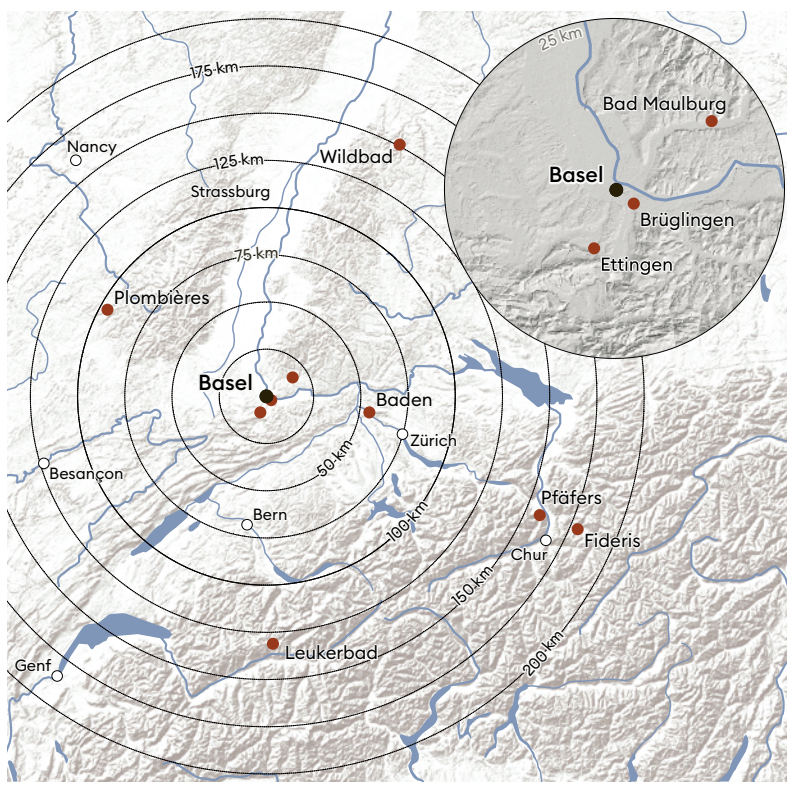 175 km
25 km
Bad Maulburg
Nancy
125 km
Wildbad
Basel
Strassburg
Brüglingen
75 km
Ettingen
Plombières
Basel
Baden
Zürich
50 km
Besançon
Pfäfers
Bern
100 km
Fideris
Chur
150 km
Leukerbad
200 km
Genf